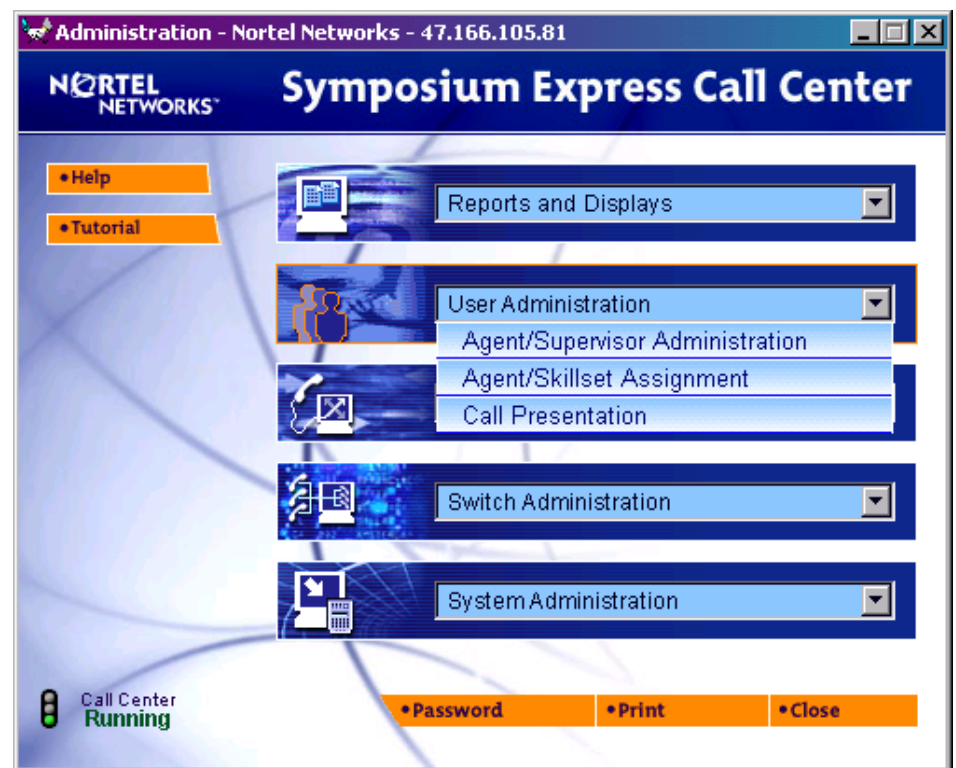 Administration - Nortel Networks - 47.166.105.81
NORTEL
NETWORKS™
Symposium Express Call Center
•Help
•Tutorial
Reports and Displays
User Administration
Agent/Supervisor Administration
Agent/Skillset Assignment
Call Presentation
Switch Administration
System Administration
Call Center
Running
•Password
•Print
•Close